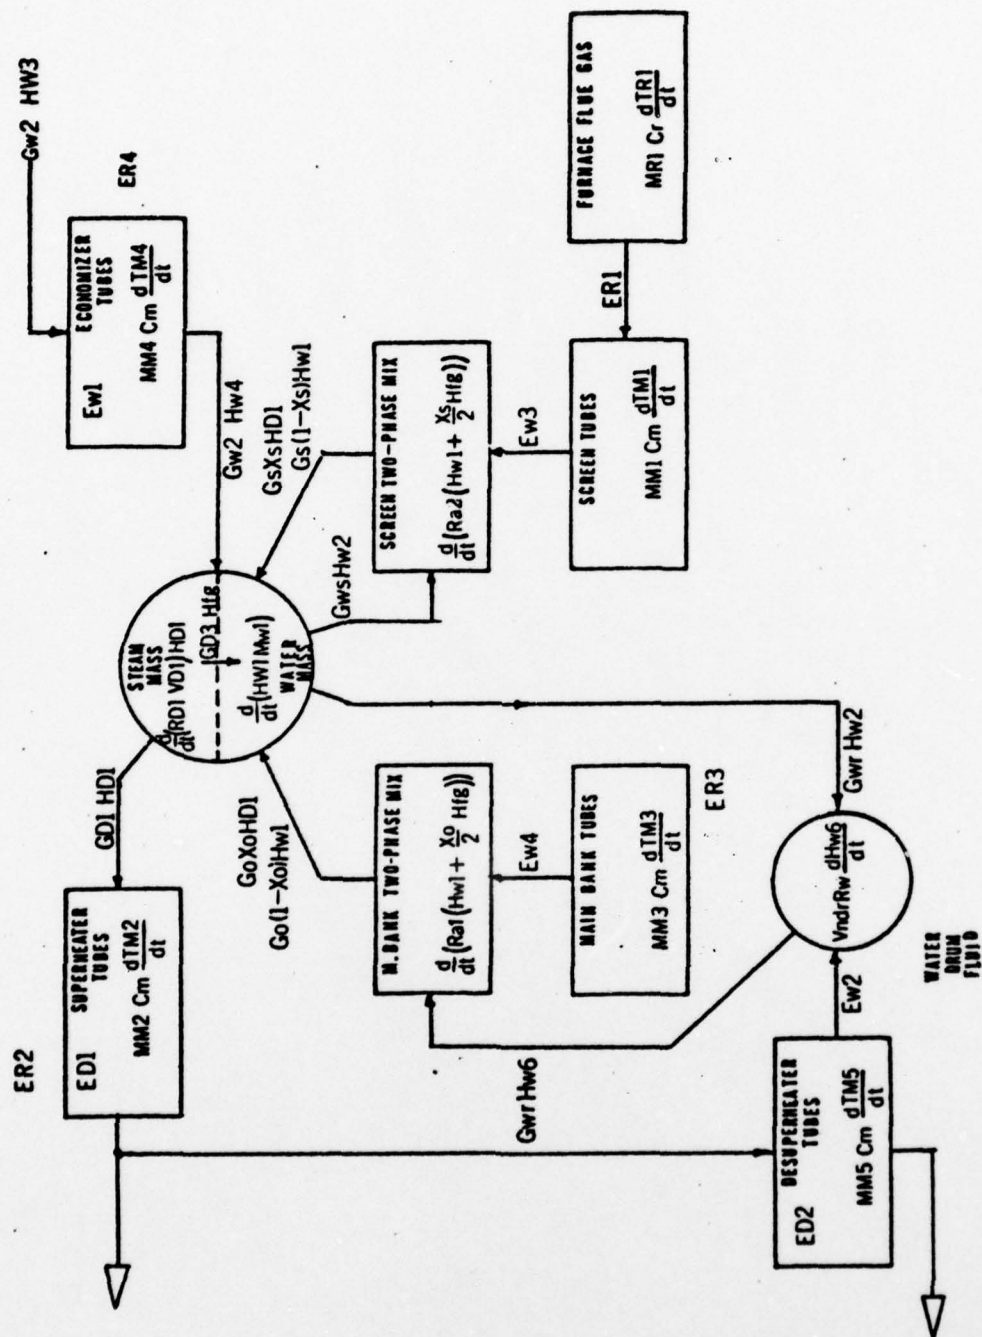 Gw2 HW3
ER4
ECONOMIZER
TUBES
Ew1
MM4 Cm dTM4
dt
Gw2 Hw4
ER2
SUPERHEATER
TUBES
ED1
MM2 Cm dTM2
dt
GD1 HD1
STEAM
MASS
d
dt(RD1 VD1)HD1
GD3 Hfg
d
dt(HW1Mw1)
WATER
MASS
GoXoHD1
Go(1-Xo)Hw1
GsXsHD1
Gs(1-Xs)Hw1
GwsHw2
M.BANK TWO-PHASE MIX
d
dt(Ra1(Hw1+ Xo
2 Hfg))
SCREEN TWO-PHASE MIX
d
dt(Ra2(Hw1+ Xs
2 Hfg))
Ew4
Ew3
MAIN BANK TUBES
MM3 Cm dTM3
dt
ER3
SCREEN TUBES
MM1 Cm dTM1
dt
ER1
FURNACE FLUE GAS
MR1 Cr dTR1
dt
GwrHw6
Gwr Hw2
VndrRw dHw6
dt
WATER
DRUM
FLUID
Ew2
DESUPERHEATER
TUBES
ED2
MM5 Cm dTM5
dt